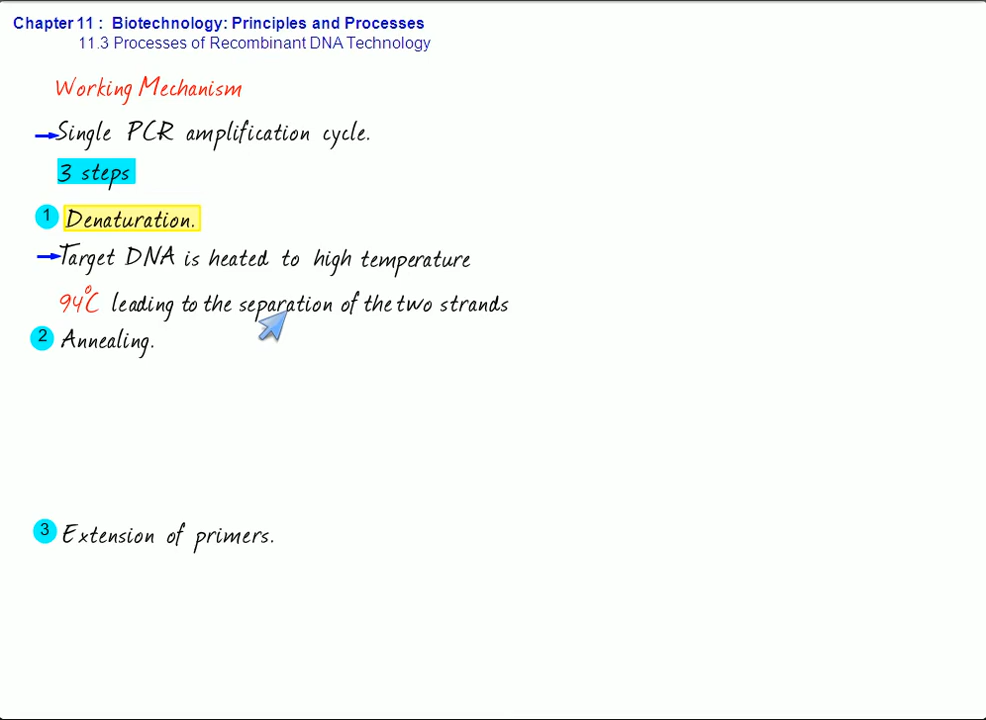 Chapter 11 : Biotechnology: Principles and Processes
11.3 Processes of Recombinant DNA Technology
Working Mechanism
Single PCR amplification cycle.
3 steps
1 Denaturation.
Target DNA is heated to high temperature
94°C leading to the separation of the two strands
2 Annealing.
3 Extension of primers.